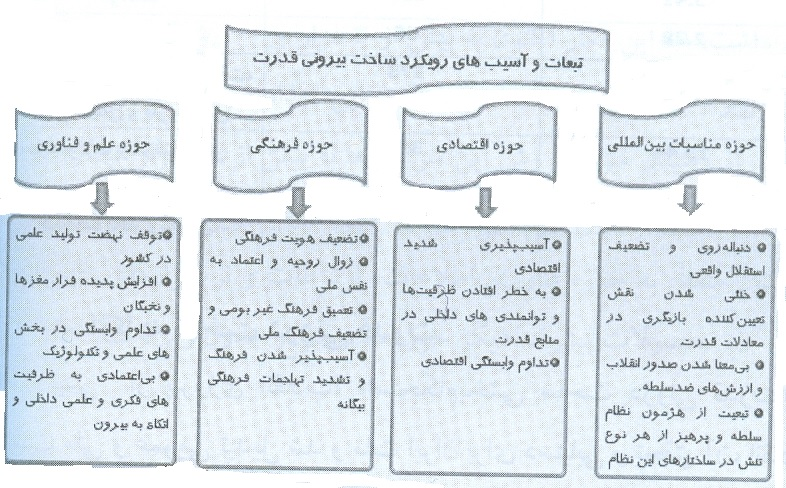 تبعات و آسیب های رویکرد ساخت بیرونی قدرت
حوزه مناسبات بین‌المللی
دنباله‌روی و تضعیف
استقلال واقعی
خنثی شدن نقش
تعیین‌کننده بازیگری در
معادلات قدرت.
بی‌معنا شدن صدور انقلاب
و ارزش‌های ضدسلطه.
تبعیت از هژمون نظام
سلطه و پرهیز از هر نوع
تنش در ساختارهای این نظام
حوزه اقتصادی
آسیب‌پذیری شدید
اقتصادی
به خطر افتادن ظرفیت‌ها
و توانمندی های داخلی در
منابع قدرت
تداوم وابستگی اقتصادی
حوزه فرهنگی
تضعیف هویت فرهنگی
زوال روحیه و اعتماد به
نفس ملی
تعمیق فرهنگ غیر بومی و
تضعیف فرهنگ ملی
آسیب‌پذیر شدن فرهنگ
و تشدید تهاجمات فرهنگی
بیگانه
حوزه علم و فناوری
توقف نهضت تولید علمی
در کشور
افزایش پدیده فرار مغزها
و نخبگان
تداوم وابستگی در بخش
های علمی و تکنولوژیک
بی‌اعتمادی به ظرفیت
های فکری و علمی داخلی و
اتکاء به بیرون